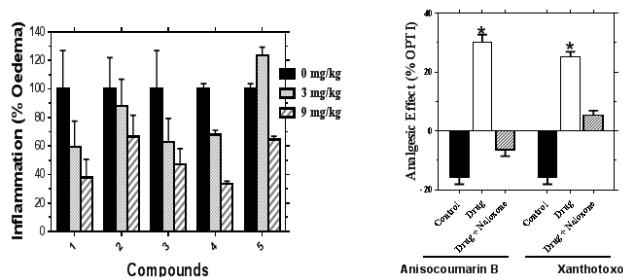 Inflammation (% Oedema)
140
120
100
80
60
40
20
0
1
2
3
4
5
Compounds
0 mg/kg
3 mg/kg
9 mg/kg
Analgesic Effect (% OPTI)
40
20
0
-20
*
*
Control
Drug
Drug + Naloxone
Control
Drug
Drug + Naloxone
Anisocoumarin B
Xanthotoxo